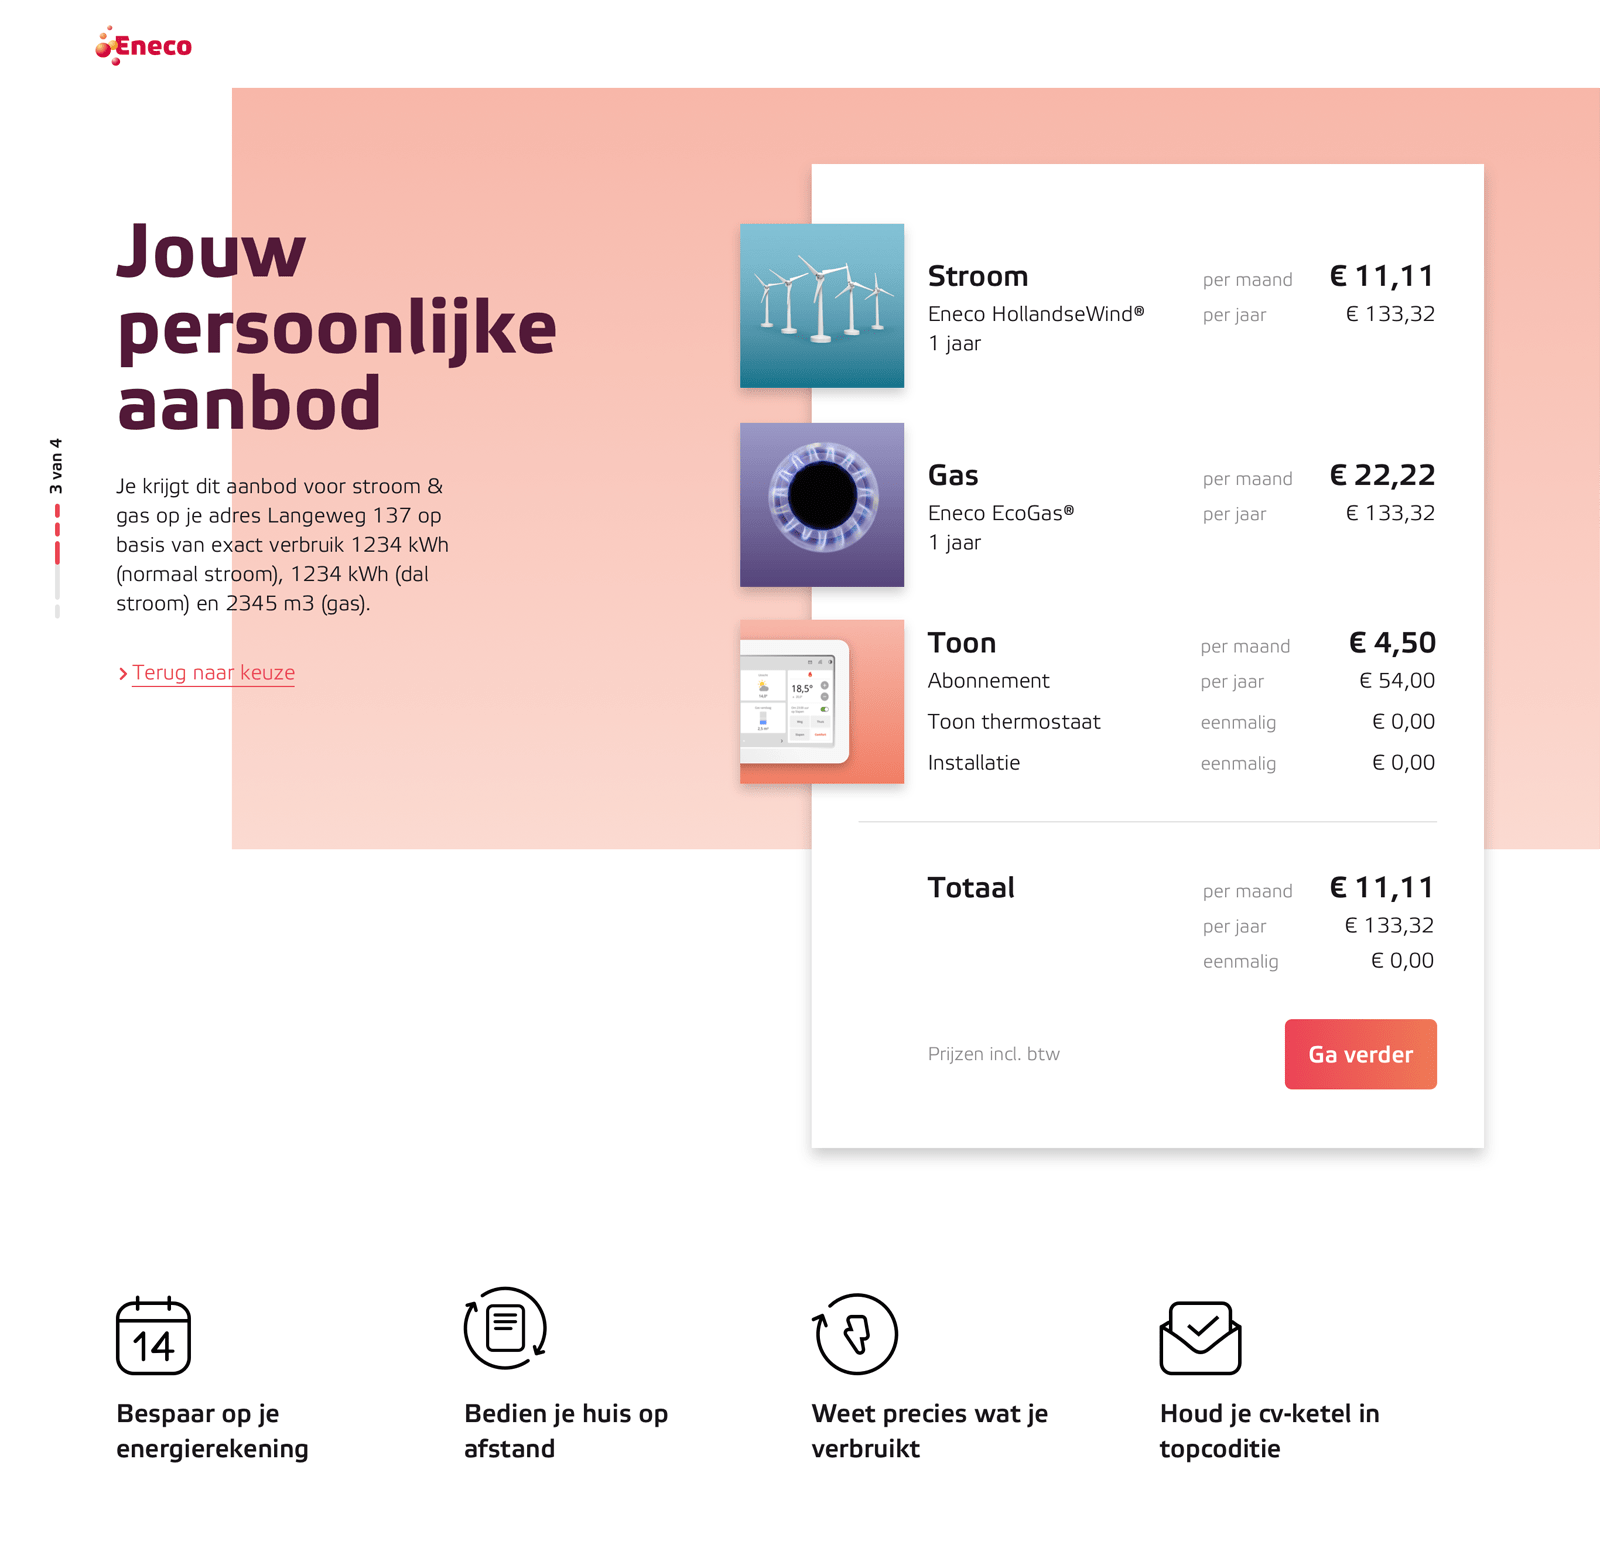 Eneco
Jouw
persoonlijke
aanbod
3 van 4
Je krijgt dit aanbod voor stroom &
gas op je adres Langeweg 137 op
basis van exact verbruik 1234 kWh
(normaal stroom), 1234 kWh (dal
stroom) en 2345 m3 (gas).
Terug naar keuze
Stroom per maand € 11,11
Eneco HollandseWind® per jaar € 133,32
1 jaar
Gas per maand € 22,22
Eneco EcoGas® per jaar € 133,32
1 jaar
18,5°
Toon per maand € 4,50
Abonnement per jaar € 54,00
Toon thermostaat eenmalig € 0,00
Installatie eenmalig € 0,00
Totaal per maand € 11,11
per jaar € 133,32
eenmalig € 0,00
Prijzen incl. btw
Ga verder
14
Bespaar op je
energierekening
Bedien je huis op
afstand
Weet precies wat je
verbruikt
Houd je cv-ketel in
topcoditie